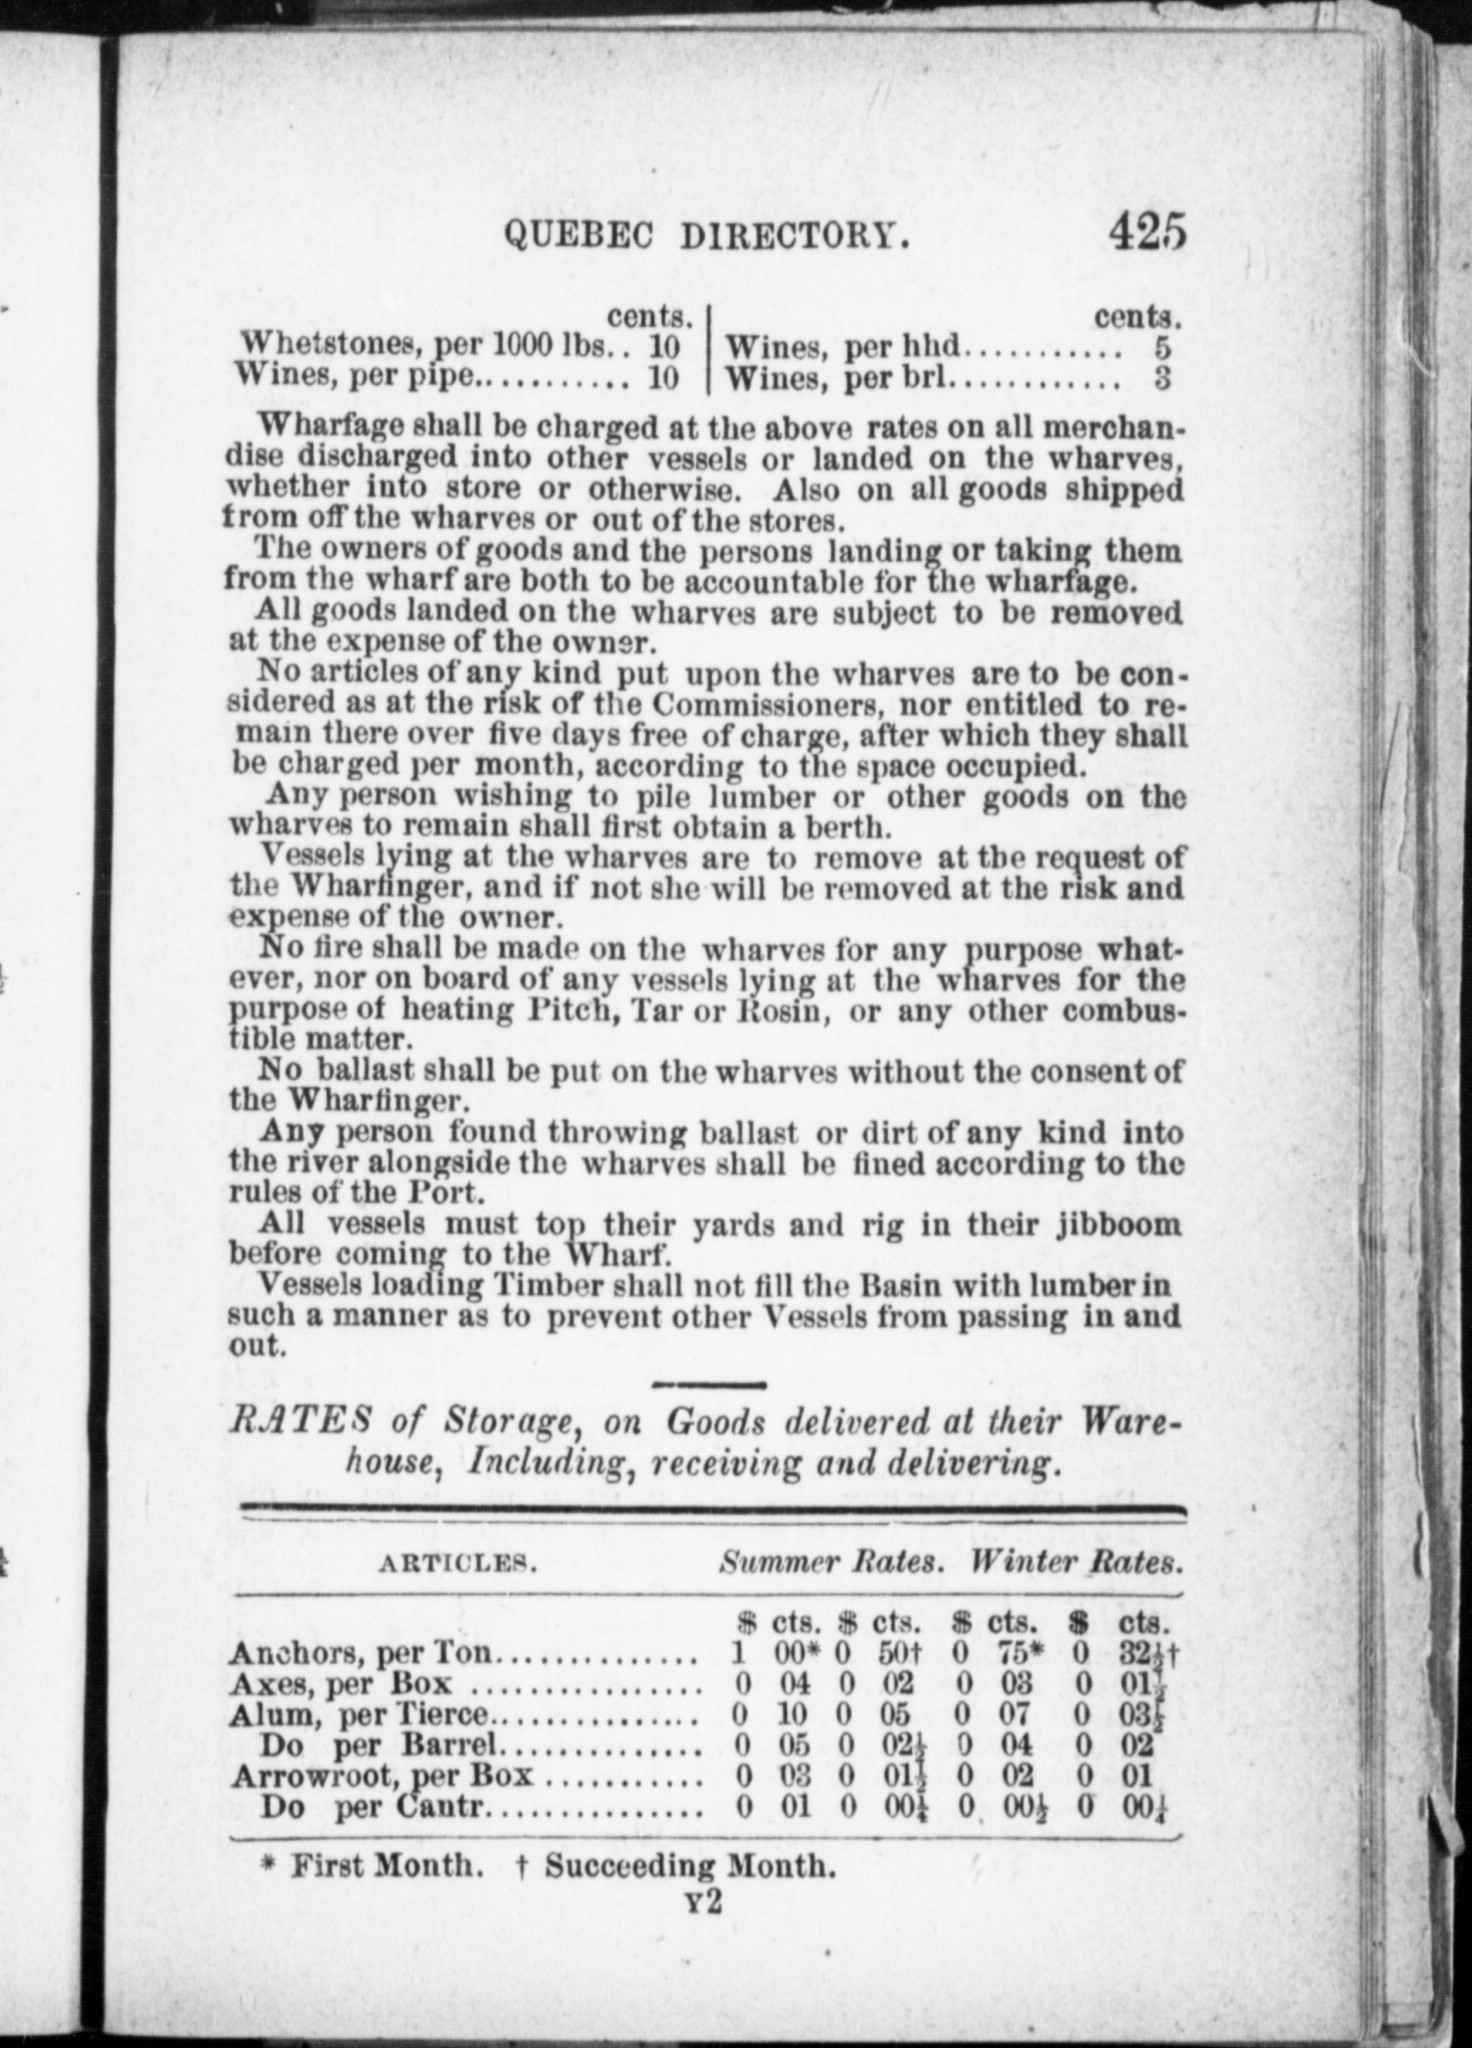 QUEBEC DIRECTORY. 425
cents. | cents.
Whetstones, per 1000 lbs.. 10 | Wines, per hhd........... 5
Wines, per pipe........... 10 | Wines, per brl............ 3
Wharfage shall be charged at the above rates on all merchan-
dise discharged into other vessels or landed on the wharves,
whether into store or otherwise. Also on all goods shipped
from off the wharves or out of the stores.
The owners of goods and the persons landing or taking them
from the wharf are both to be accountable for the wharfage.
All goods landed on the wharves are subject to be removed
at the expense of the owner.
No articles of any kind put upon the wharves are to be con-
sidered as at the risk of the Commissioners, nor entitled to re-
main there over five days free of charge, after which they shall
be charged per month, according to the space occupied.
Any person wishing to pile lumber or other goods on the
wharves to remain shall first obtain a berth.
Vessels lying at the wharves are to remove at the request of
the Wharfinger, and if not she will be removed at the risk and
expense of the owner.
No fire shall be made on the wharves for any purpose what-
ever, nor on board of any vessels lying at the wharves for the
purpose of heating Pitch, Tar or Rosin, or any other combus-
tible matter.
No ballast shall be put on the wharves without the consent of
the Wharfinger.
Any person found throwing ballast or dirt of any kind into
the river alongside the wharves shall be fined according to the
rules of the Port.
All vessels must top their yards and rig in their jibboom
before coming to the Wharf.
Vessels loading Timber shall not fill the Basin with lumber in
such a manner as to prevent other Vessels from passing in and
out.
RATES of Storage, on Goods delivered at their Ware-
house, Including, receiving and delivering.
ARTICLES. Summer Rates. Winter Rates.
$ cts. $ cts. $ cts. $ cts.
Anchors, per Ton.............. 1 00* 0 50† 0 75* 0 32½†
Axes, per Box ................ 0 04 0 02 0 03 0 01½
Alum, per Tierce............... 0 10 0 05 0 07 0 03½
Do per Barrel.............. 0 05 0 02½ 0 04 0 02
Arrowroot, per Box ........... 0 03 0 01½ 0 02 0 01
Do per Cantr............... 0 01 0 00¼ 0 00½ 0 00¼
* First Month. † Succeeding Month.
Y2